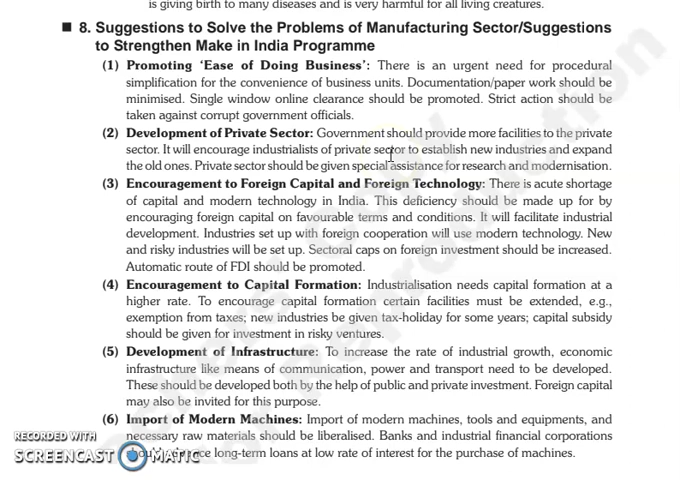 is giving birth to many diseases and is very harmful for all living creatures.
■ 8. Suggestions to Solve the Problems of Manufacturing Sector/Suggestions
to Strengthen Make in India Programme
(1) Promoting ‘Ease of Doing Business’: There is an urgent need for procedural
simplification for the convenience of business units. Documentation/paper work should be
minimised. Single window online clearance should be promoted. Strict action should be
taken against corrupt government officials.
(2) Development of Private Sector: Government should provide more facilities to the private
sector. It will encourage industrialists of private sector to establish new industries and expand
the old ones. Private sector should be given special assistance for research and modernisation.
(3) Encouragement to Foreign Capital and Foreign Technology: There is acute shortage
of capital and modern technology in India. This deficiency should be made up for by
encouraging foreign capital on favourable terms and conditions. It will facilitate industrial
development. Industries set up with foreign cooperation will use modern technology. New
and risky industries will be set up. Sectoral caps on foreign investment should be increased.
Automatic route of FDI should be promoted.
(4) Encouragement to Capital Formation: Industrialisation needs capital formation at a
higher rate. To encourage capital formation certain facilities must be extended, e.g.,
exemption from taxes; new industries be given tax-holiday for some years; capital subsidy
should be given for investment in risky ventures.
(5) Development of Infrastructure: To increase the rate of industrial growth, economic
infrastructure like means of communication, power and transport need to be developed.
These should be developed both by the help of public and private investment. Foreign capital
may also be invited for this purpose.
(6) Import of Modern Machines: Import of modern machines, tools and equipments, and
necessary raw materials should be liberalised. Banks and industrial financial corporations
long-term loans at low rate of interest for the purchase of machines.
RECORDED WITH
SCREENCAST MATIC